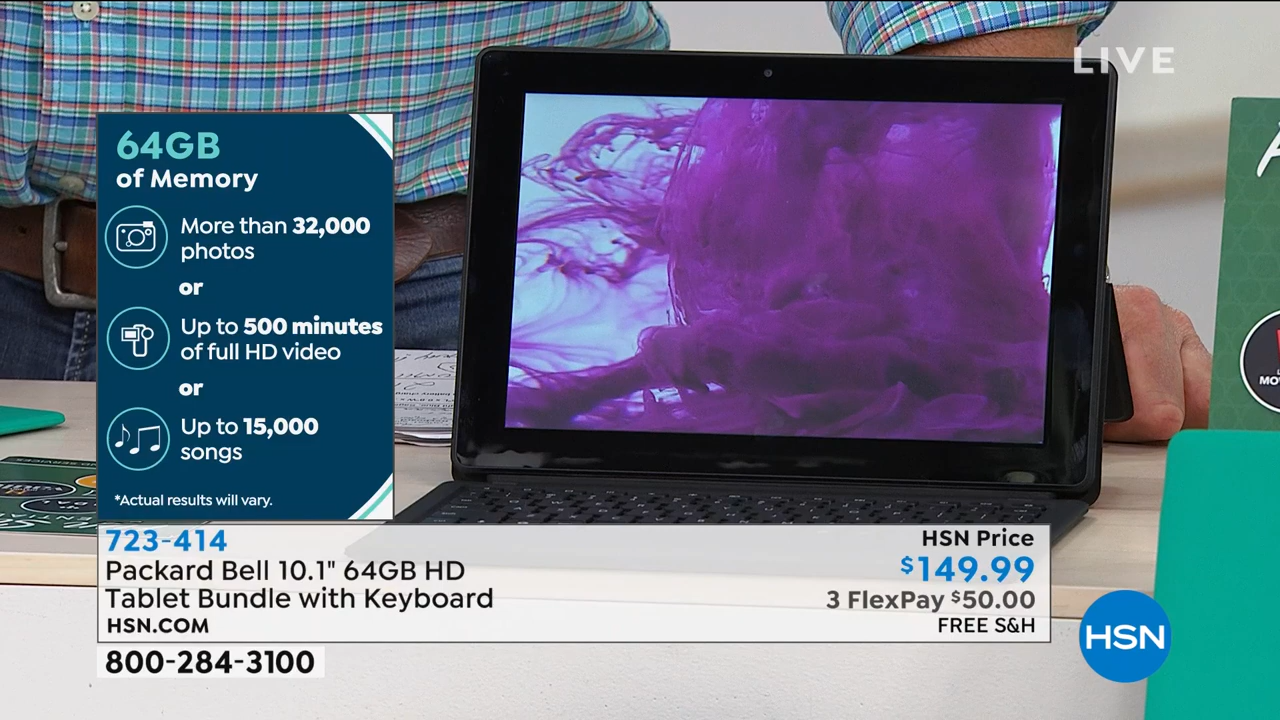 LIVE
64GB
of Memory
More than 32,000
photos
or
Up to 500 minutes
of full HD video
or
Up to 15,000
songs
*Actual results will vary.
723-414
Packard Bell 10.1" 64GB HD
Tablet Bundle with Keyboard
HSN.COM
HSN Price
$149.99
3 FlexPay $50.00
FREE S&H
800-284-3100
HSN